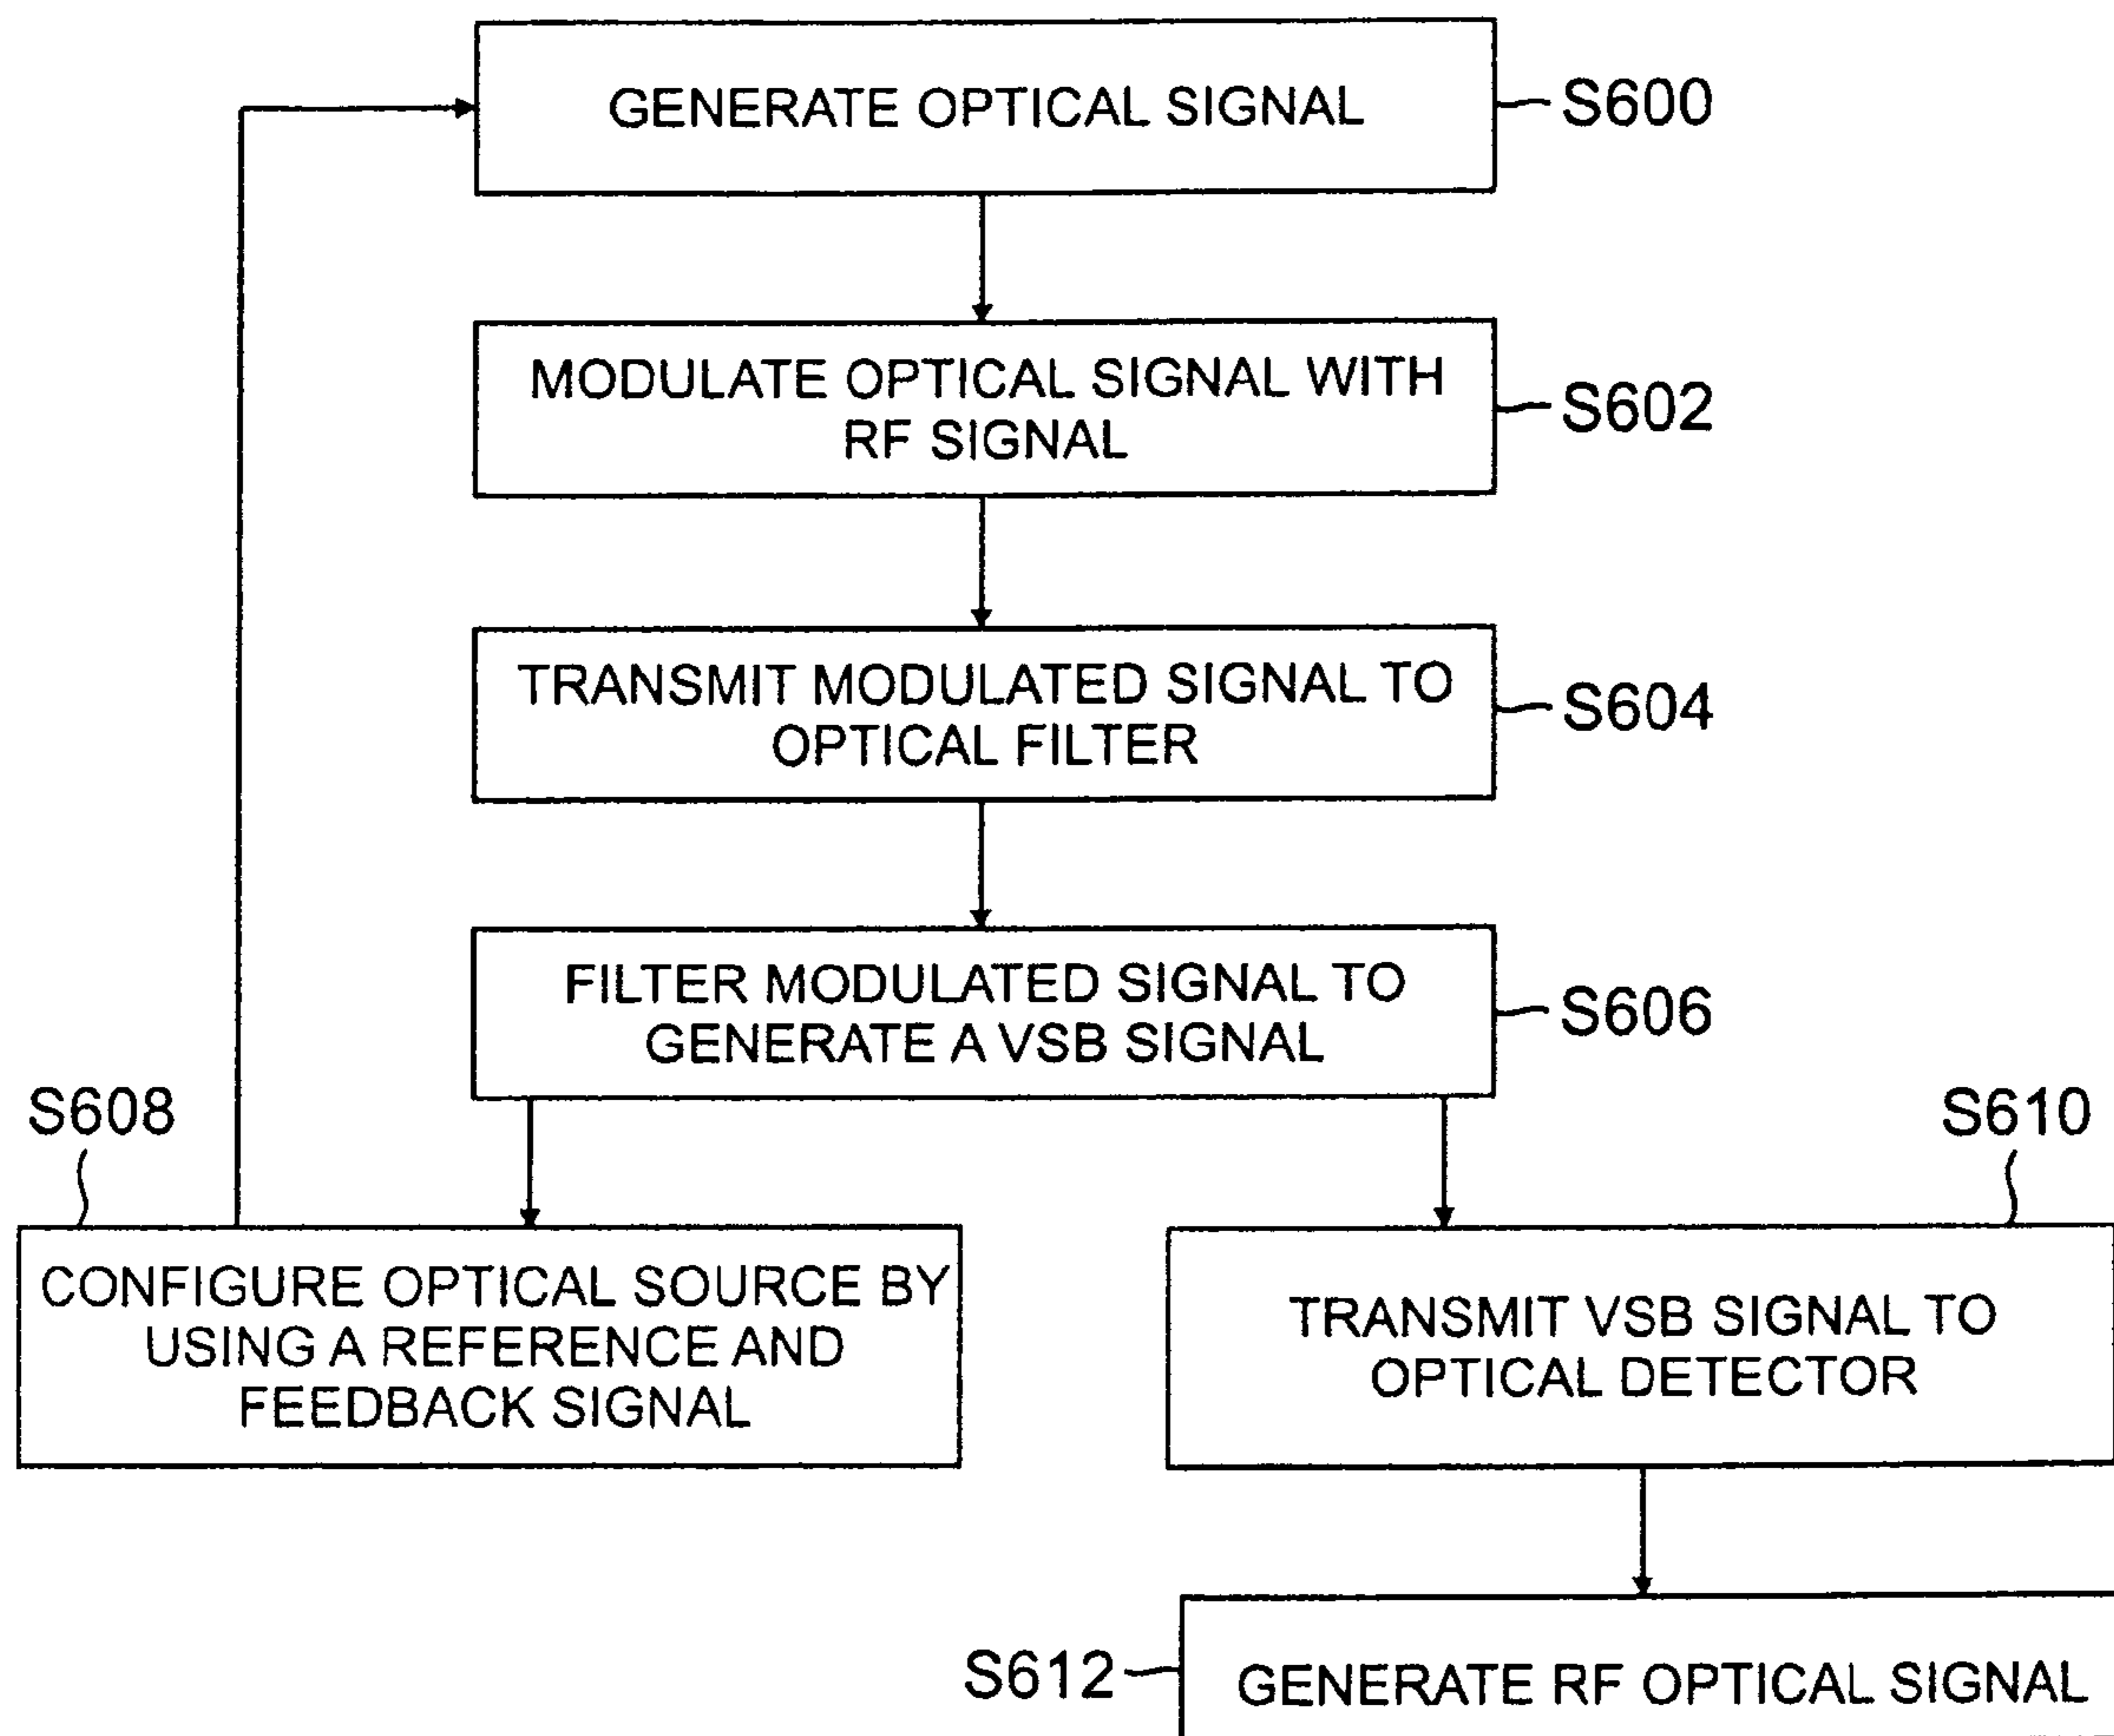 GENERATE OPTICAL SIGNAL
S600
MODULATE OPTICAL SIGNAL WITH
RF SIGNAL
S602
TRANSMIT MODULATED SIGNAL TO
OPTICAL FILTER
S604
FILTER MODULATED SIGNAL TO
GENERATE A VSB SIGNAL
S606
S608
CONFIGURE OPTICAL SOURCE BY
USING A REFERENCE AND
FEEDBACK SIGNAL
S610
TRANSMIT VSB SIGNAL TO
OPTICAL DETECTOR
S612
GENERATE RF OPTICAL SIGNAL